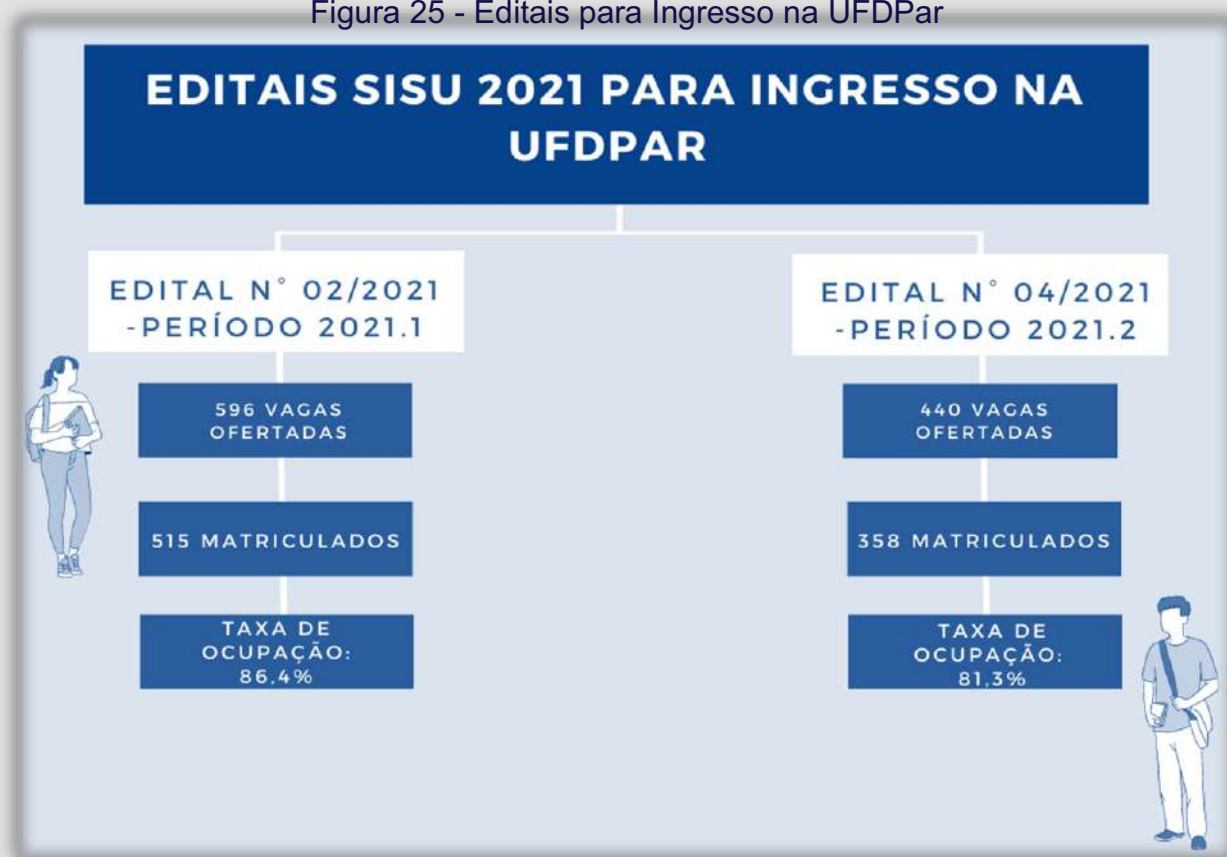 Figura 25 - Editais para Ingresso na UFDPar
EDITAIS SISU 2021 PARA INGRESSO NA
UFDPAR
EDITAL N° 02/2021
-PERÍODO 2021.1
596 VAGAS
OFERTADAS
515 MATRICULADOS
TAXA DE
OCUPAÇÃO:
86,4%
EDITAL N° 04/2021
-PERÍODO 2021.2
440 VAGAS
OFERTADAS
358 MATRICULADOS
TAXA DE
OCUPAÇÃO:
81,3%